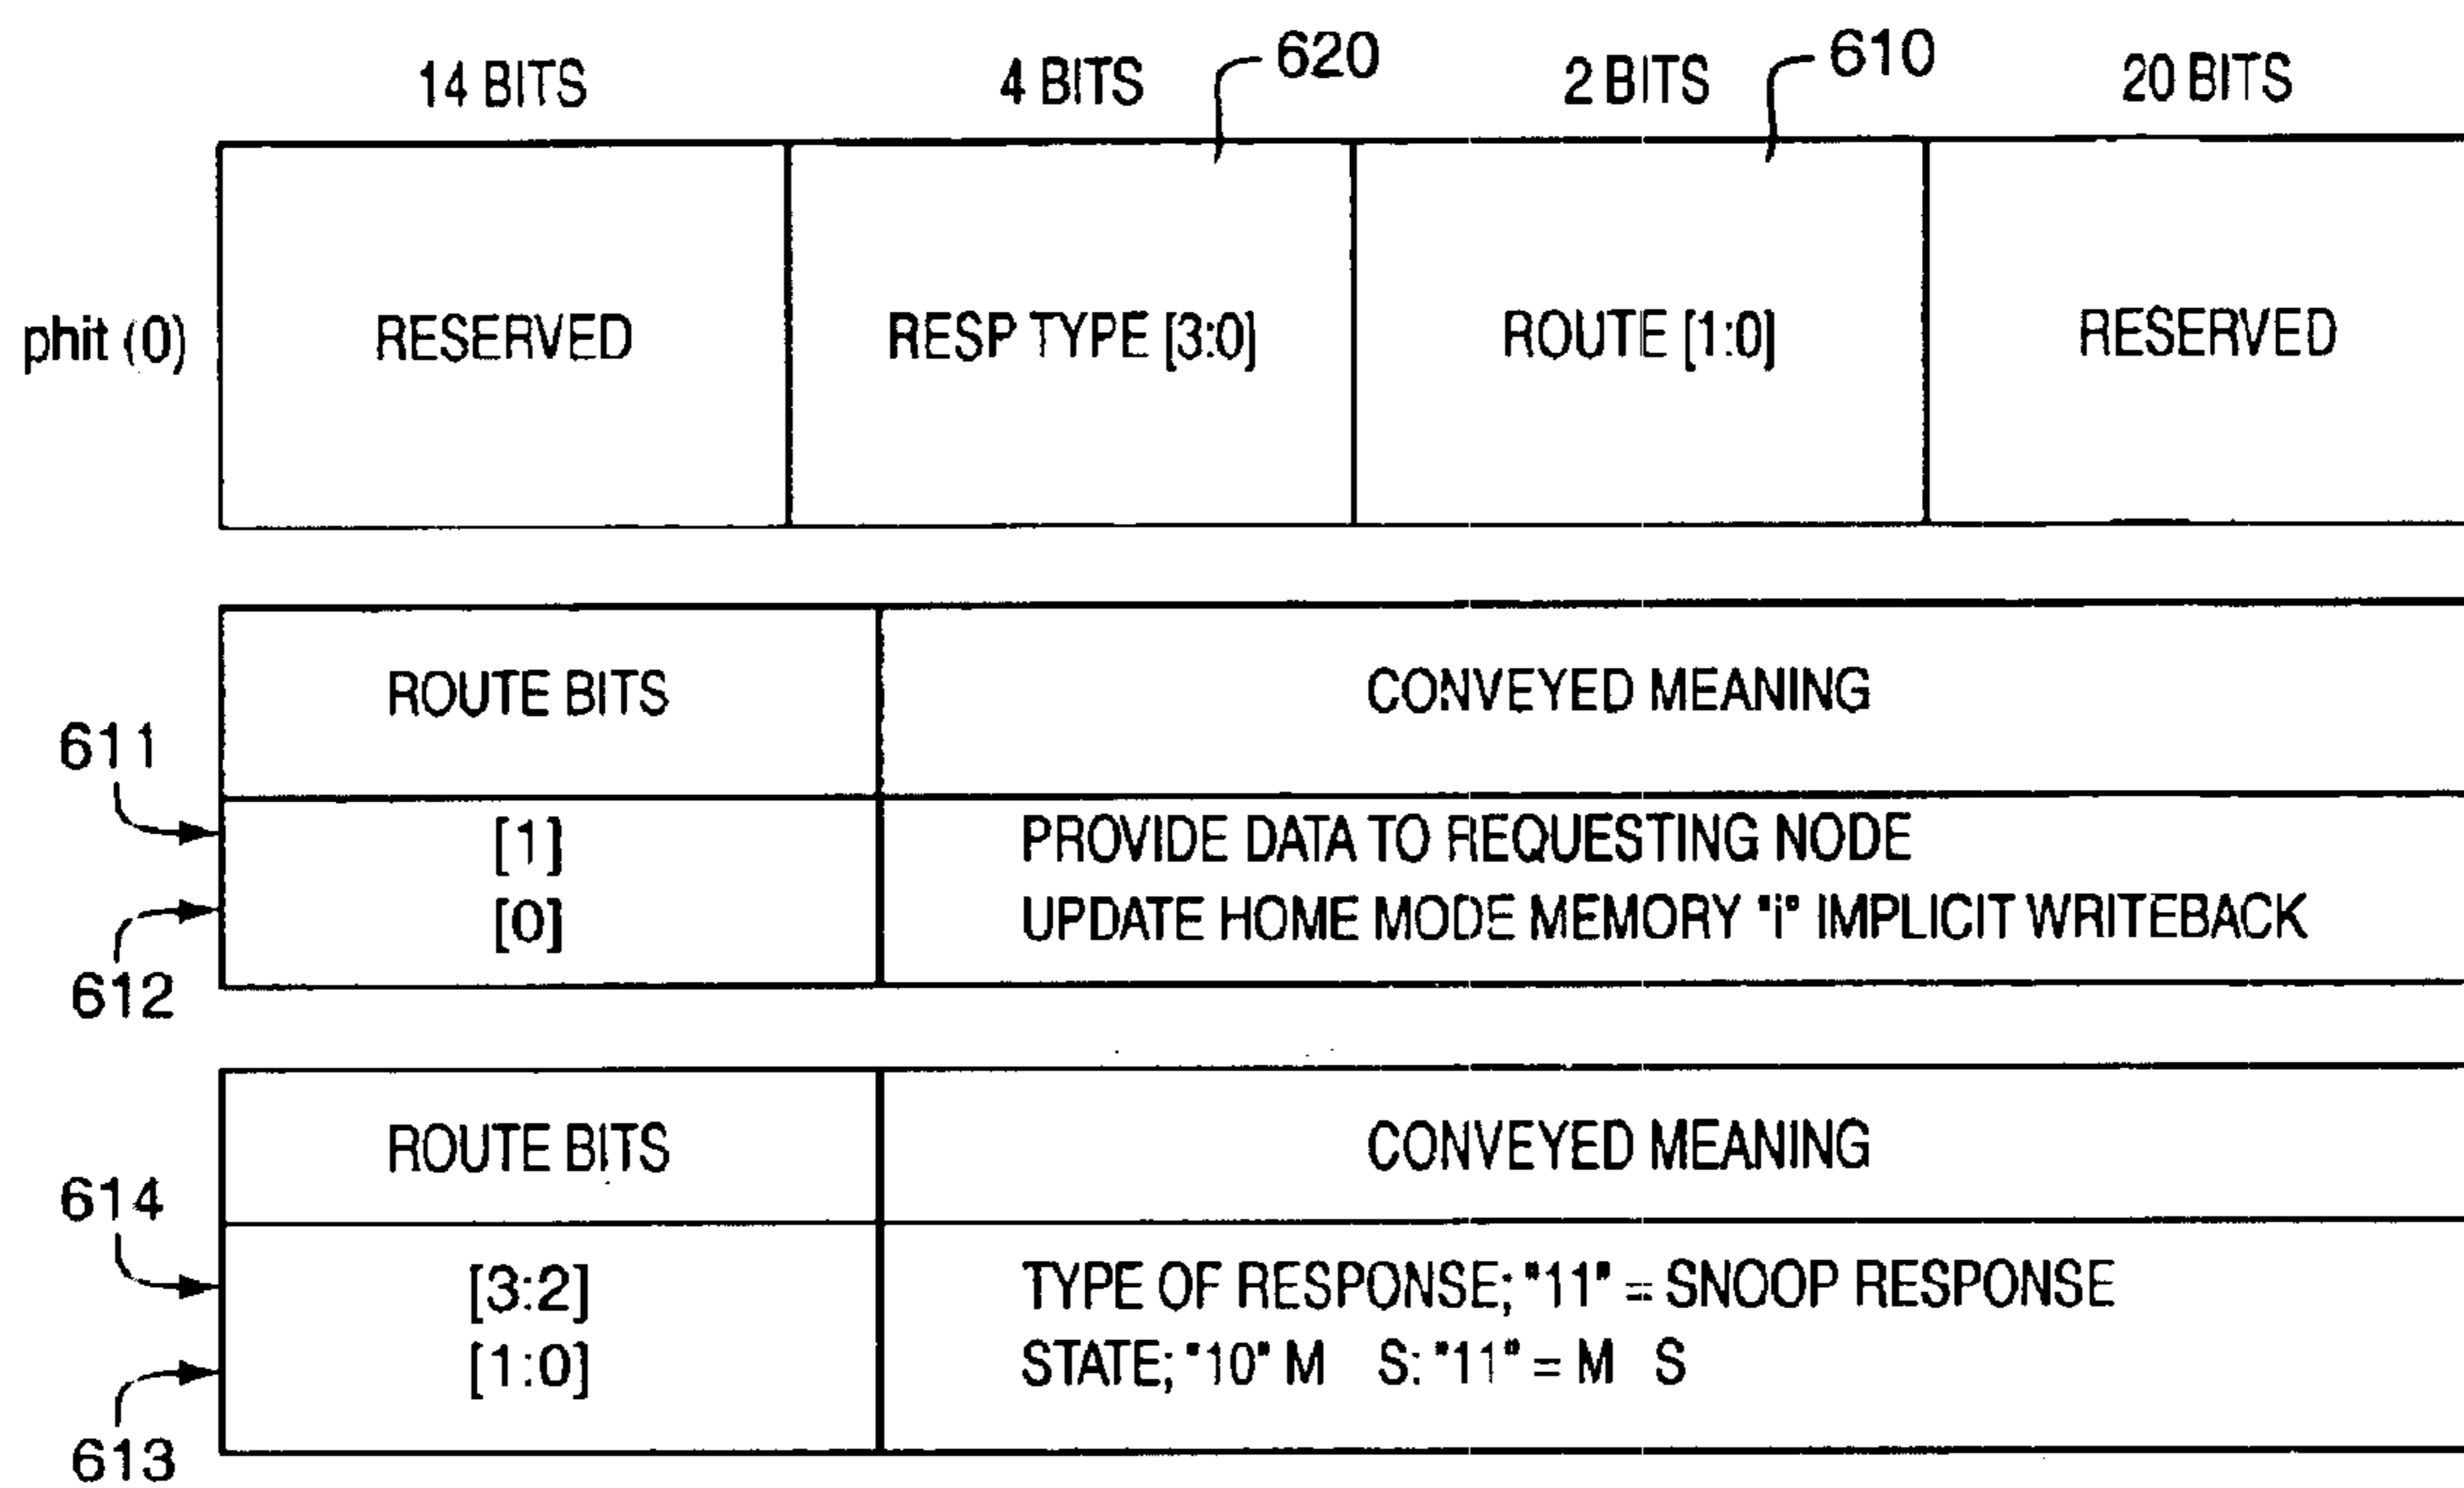 14 BITS 4 BITS 620 2 BITS 610 20 BITS
phit (0) RESERVED RESP TYPE [3:0] ROUTE [1:0] RESERVED
ROUTE BITS CONVEYED MEANING
611 [1] PROVIDE DATA TO REQUESTING NODE
612 [0] UPDATE HOME MODE MEMORY "i" IMPLICIT WRITEBACK
ROUTE BITS CONVEYED MEANING
614 [3:2] TYPE OF RESPONSE; "11" = SNOOP RESPONSE
613 [1:0] STATE; "10" M S: "11" = M S